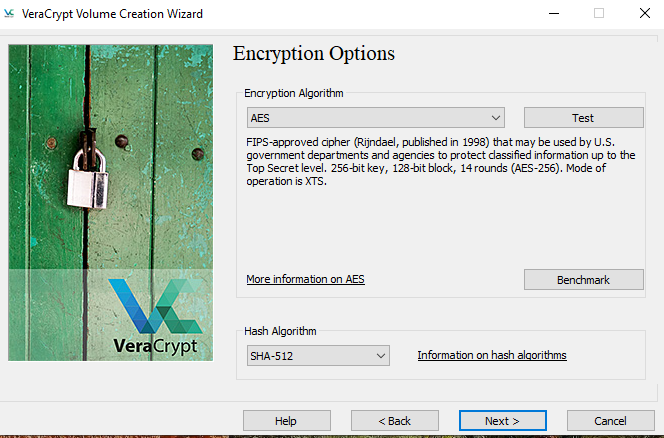 VeraCrypt Volume Creation Wizard
Encryption Options
Encryption Algorithm
AES
Test
FIPS-approved cipher (Rijndael, published in 1998) that may be used by U.S.
government departments and agencies to protect classified information up to the
Top Secret level. 256-bit key, 128-bit block, 14 rounds (AES-256). Mode of
operation is XTS.
More information on AES
Benchmark
VeraCrypt
Hash Algorithm
SHA-512
Information on hash algorithms
Help
< Back
Next >
Cancel